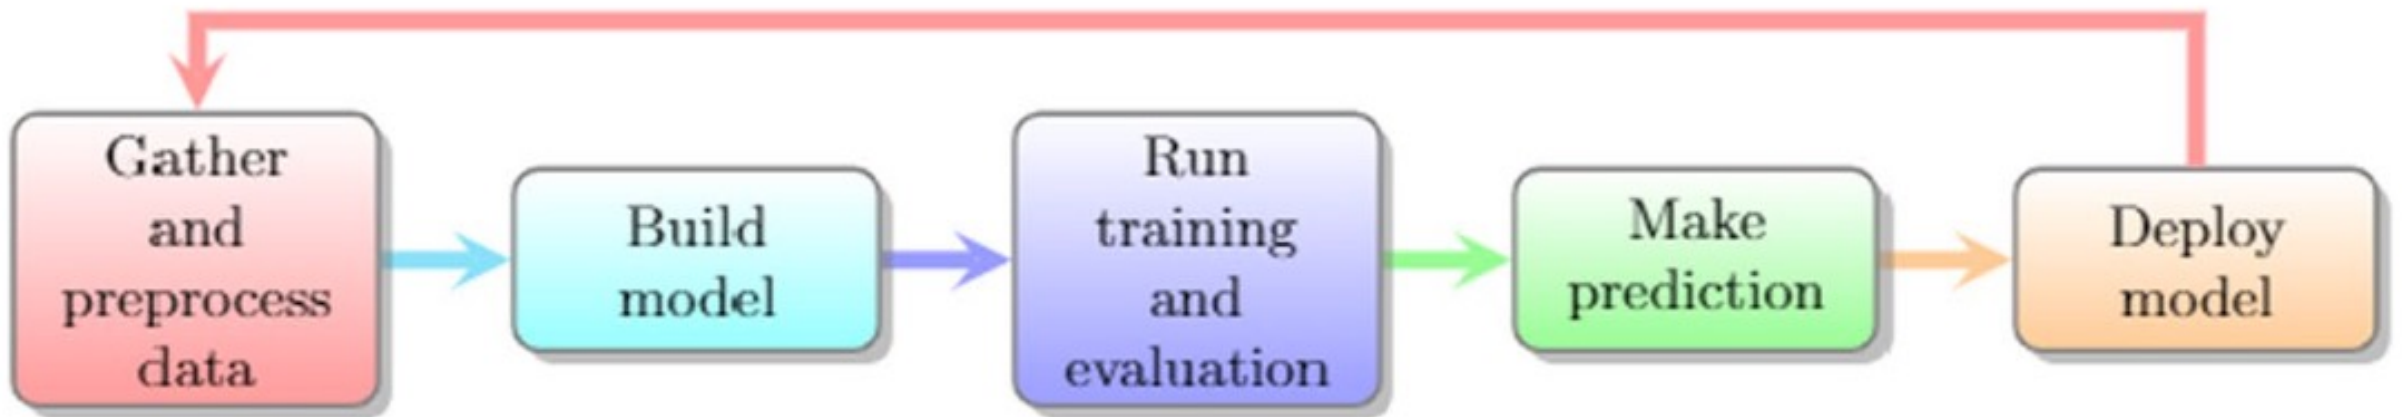 Gather
and
preprocess
data
Build
model
Run
training
and
evaluation
Make
prediction
Deploy
model